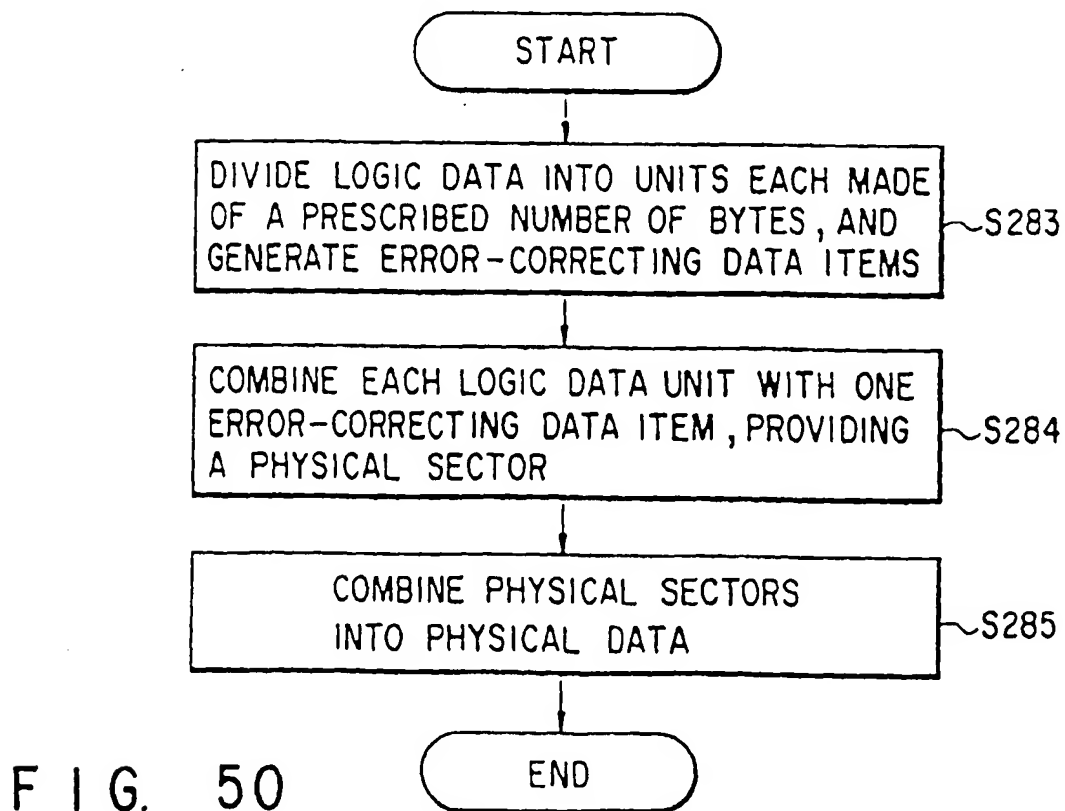 START
DIVIDE LOGIC DATA INTO UNITS EACH MADE
OF A PRESCRIBED NUMBER OF BYTES, AND
GENERATE ERROR-CORRECTING DATA ITEMS
S283
COMBINE EACH LOGIC DATA UNIT WITH ONE
ERROR-CORRECTING DATA ITEM, PROVIDING
A PHYSICAL SECTOR
S284
COMBINE PHYSICAL SECTORS
INTO PHYSICAL DATA
S285
END
FIG. 50